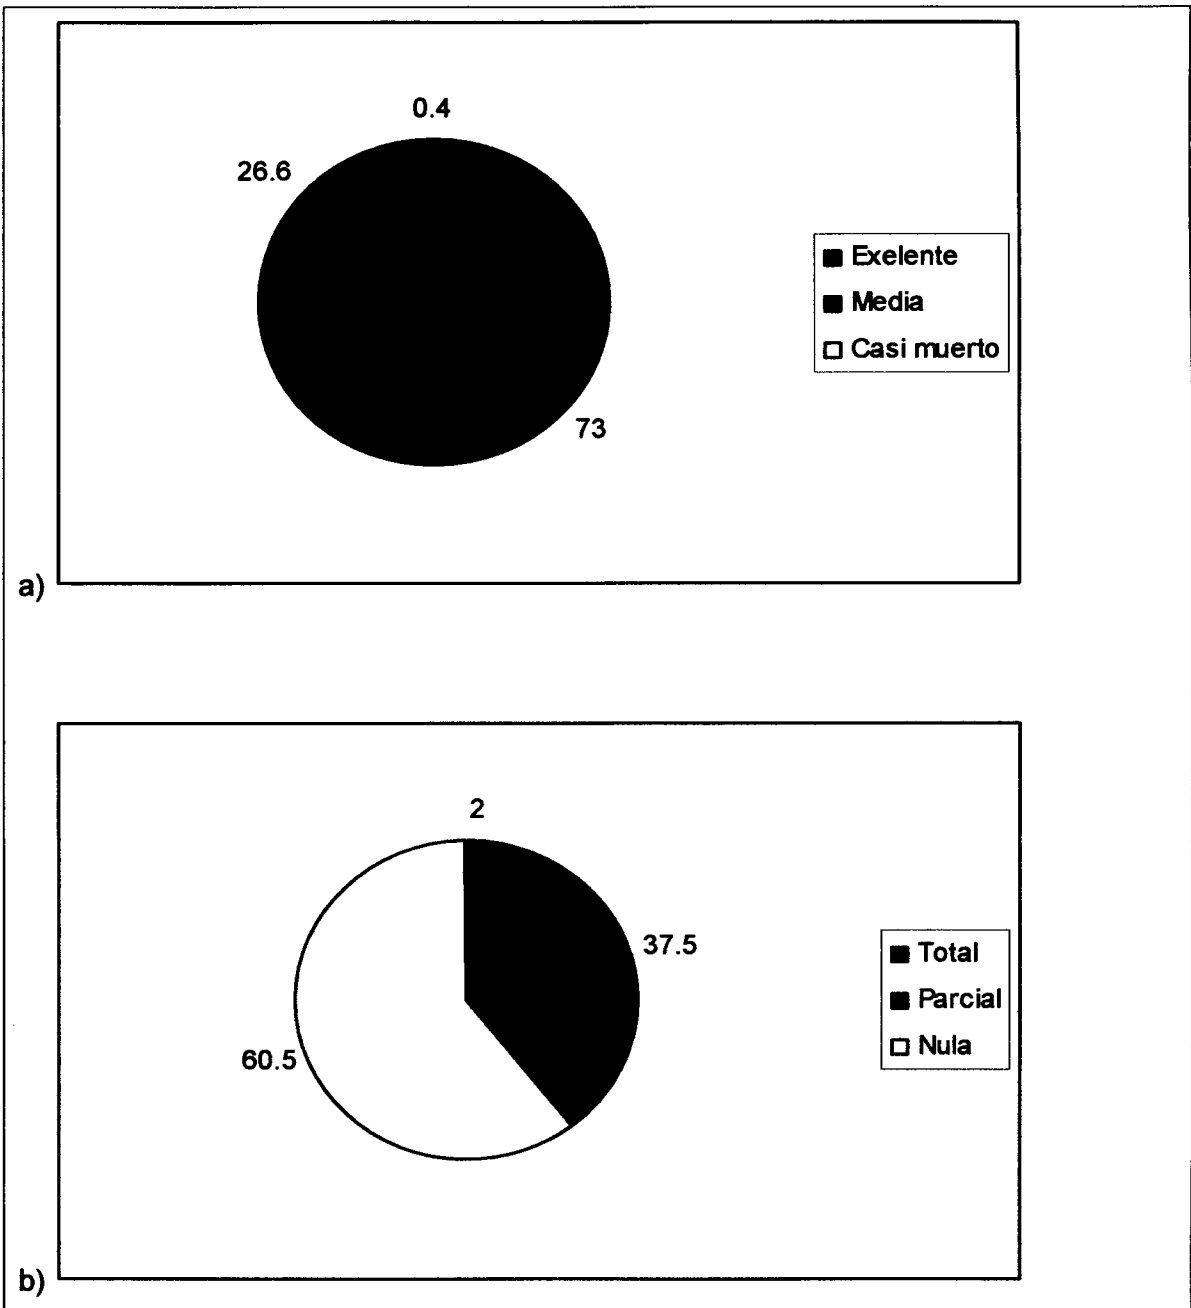 0.4
26.6
Exelente
Media
Casi muerto
73
a)
2
37.5
Total
Parcial
Nula
60.5
b)